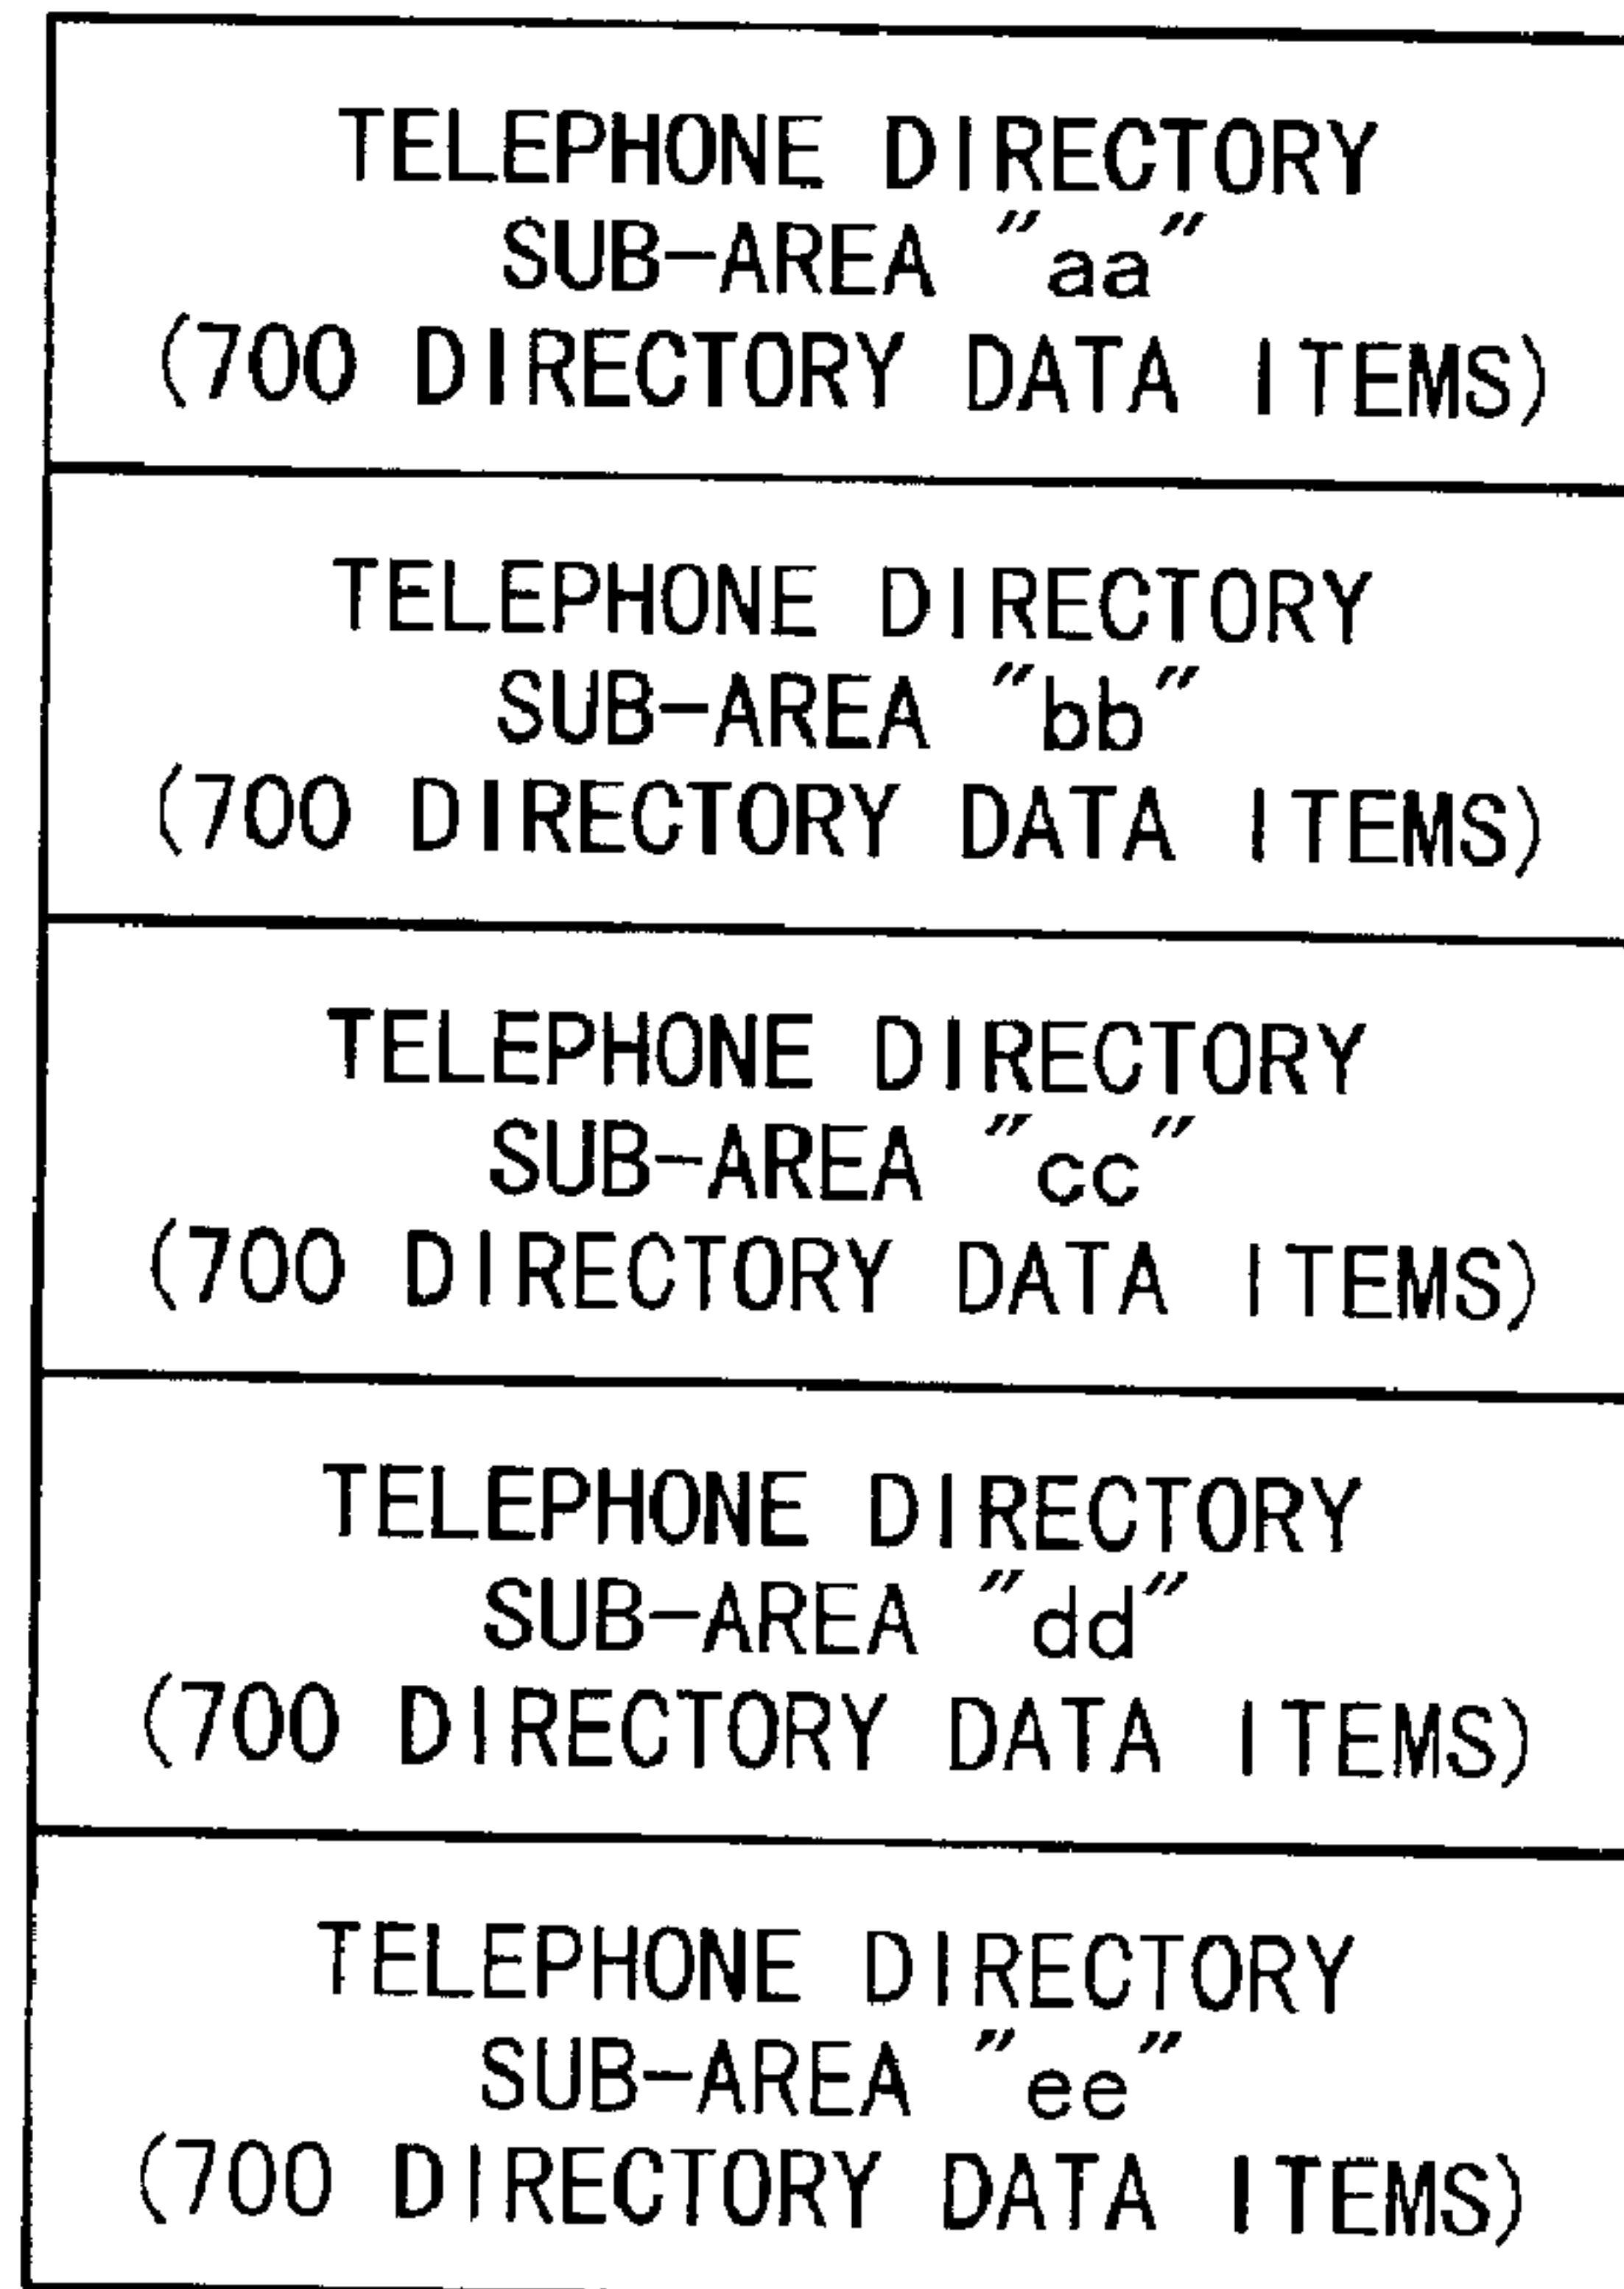 TELEPHONE DIRECTORY
SUB-AREA "aa"
(700 DIRECTORY DATA ITEMS)
TELEPHONE DIRECTORY
SUB-AREA "bb"
(700 DIRECTORY DATA ITEMS)
TELEPHONE DIRECTORY
SUB-AREA "cc"
(700 DIRECTORY DATA ITEMS)
TELEPHONE DIRECTORY
SUB-AREA "dd"
(700 DIRECTORY DATA ITEMS)
TELEPHONE DIRECTORY
SUB-AREA "ee"
(700 DIRECTORY DATA ITEMS)